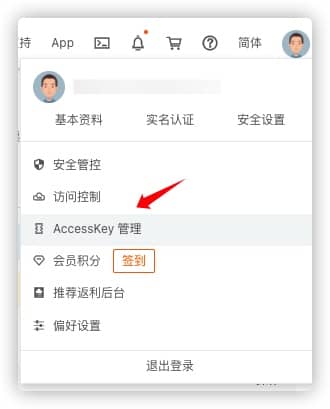 持 App 简体
基本资料 实名认证 安全设置
安全管控
访问控制
AccessKey 管理
会员积分 签到
推荐返利后台
偏好设置
退出登录